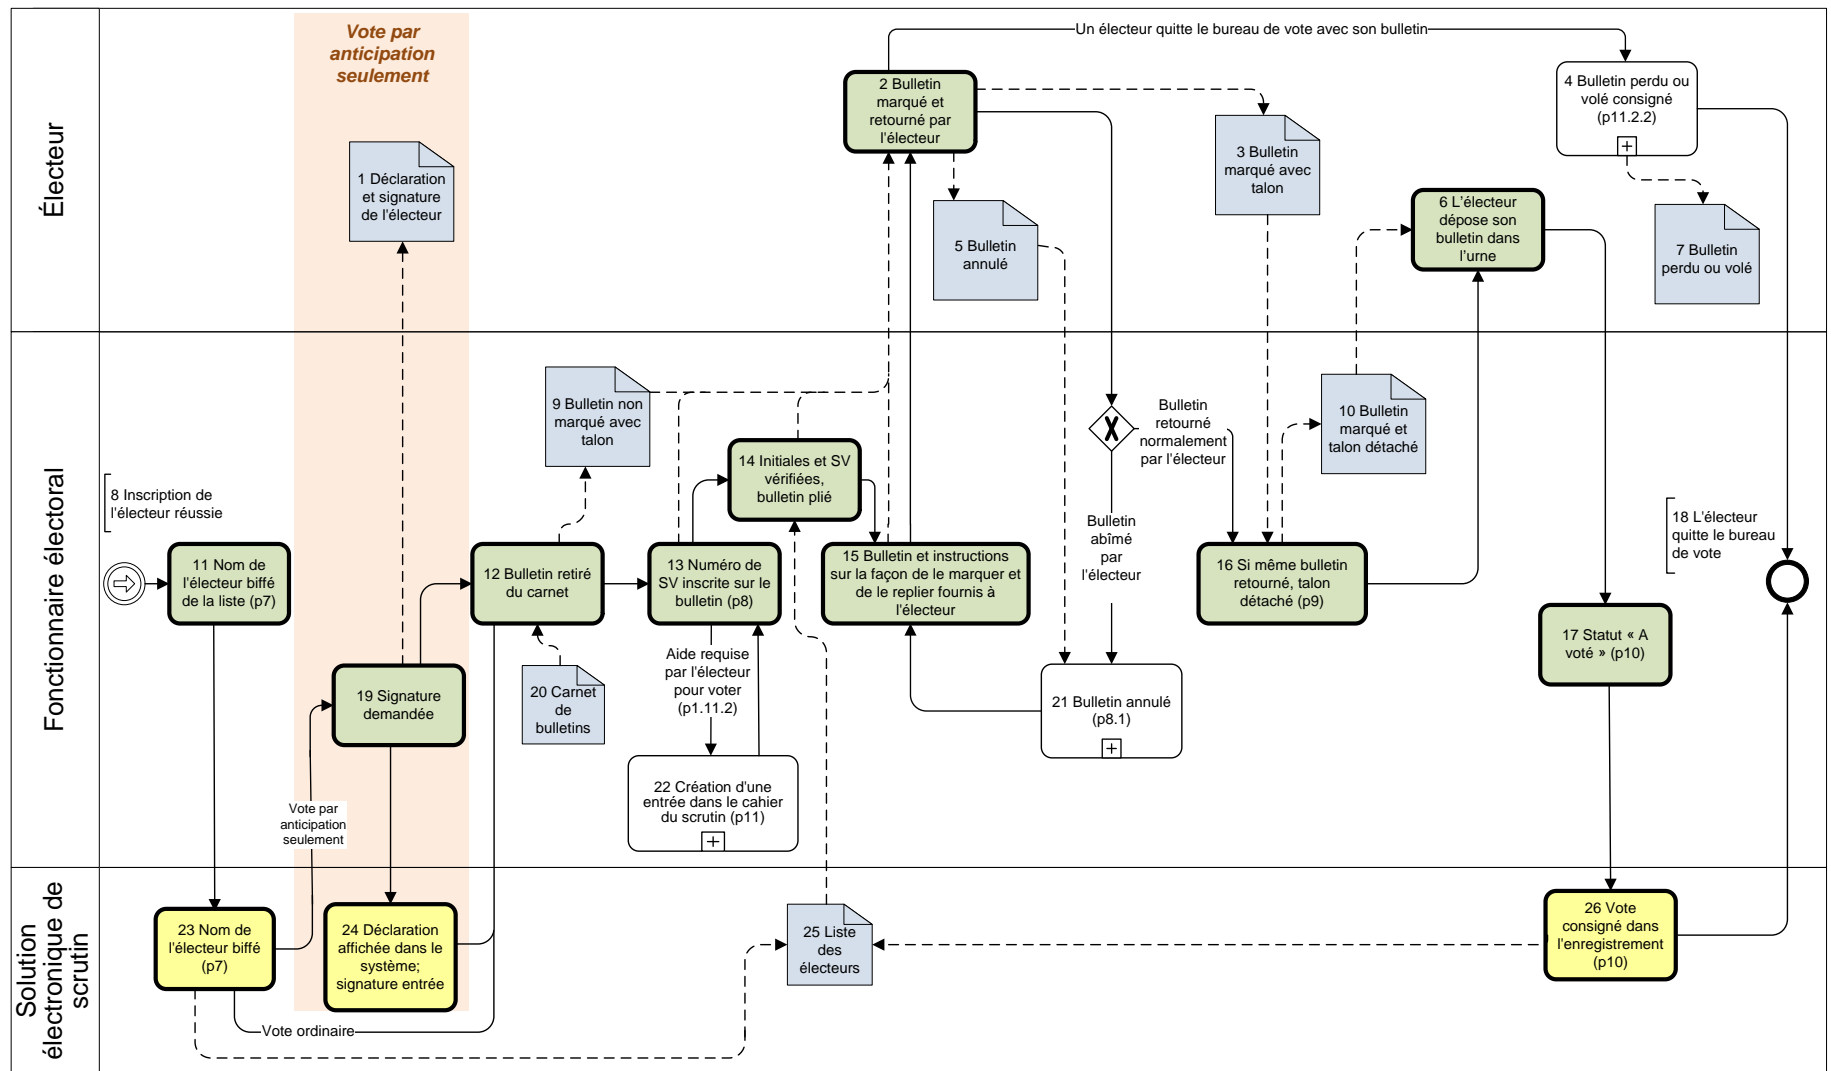 Électeur
Vote par
anticipation
seulement
1 Déclaration
et signature
de l'électeur
2 Bulletin
marqué et
retourné par
l'électeur
Un électeur quitte le bureau de vote avec son bulletin
3 Bulletin
marqué avec
talon
4 Bulletin perdu ou
volé consigné
(p11.2.2)
5 Bulletin
annulé
6 L'électeur
dépose son
bulletin dans
l'urne
7 Bulletin
perdu ou volé
Fonctionnaire électoral
8 Inscription de
l'électeur réussie
9 Bulletin non
marqué avec
talon
10 Bulletin
marqué et
talon détaché
11 Nom de
l'électeur biffé
de la liste (p7)
12 Bulletin retiré
du carnet
13 Numéro de
SV inscrite sur le
bulletin (p8)
14 Initiales et SV
vérifiées,
bulletin plié
15 Bulletin et instructions
sur la façon de le marquer et
de le replier fournis à
l'électeur
Bulletin
retourné
normalement
par l'électeur
Bulletin
abîmé
par
l'électeur
16 Si même bulletin
retourné, talon
détaché (p9)
17 Statut « A
voté » (p10)
18 L'électeur
quitte le bureau
de vote
19 Signature
demandée
20 Carnet
de
bulletins
Aide requise
par l'électeur
pour voter
(p1.11.2)
21 Bulletin annulé
(p8.1)
22 Création d'une
entrée dans le cahier
du scrutin (p11)
Vote par
anticipation
seulement
Solution
électronique de
scrutin
23 Nom de
l'électeur biffé
(p7)
24 Déclaration
affichée dans le
système;
signature entrée
25 Liste
des
électeurs
26 Vote
consigné dans
l'enregistrement
(p10)
Vote ordinaire